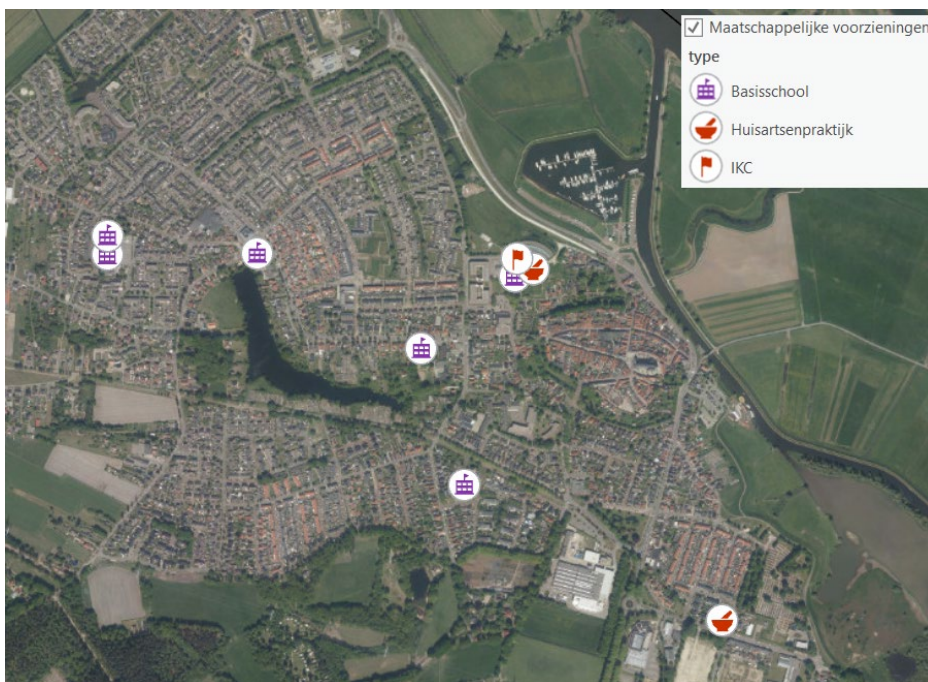 Maatschappelijke voorzieningen
type
Basisschool
Huisartsenpraktijk
IKC